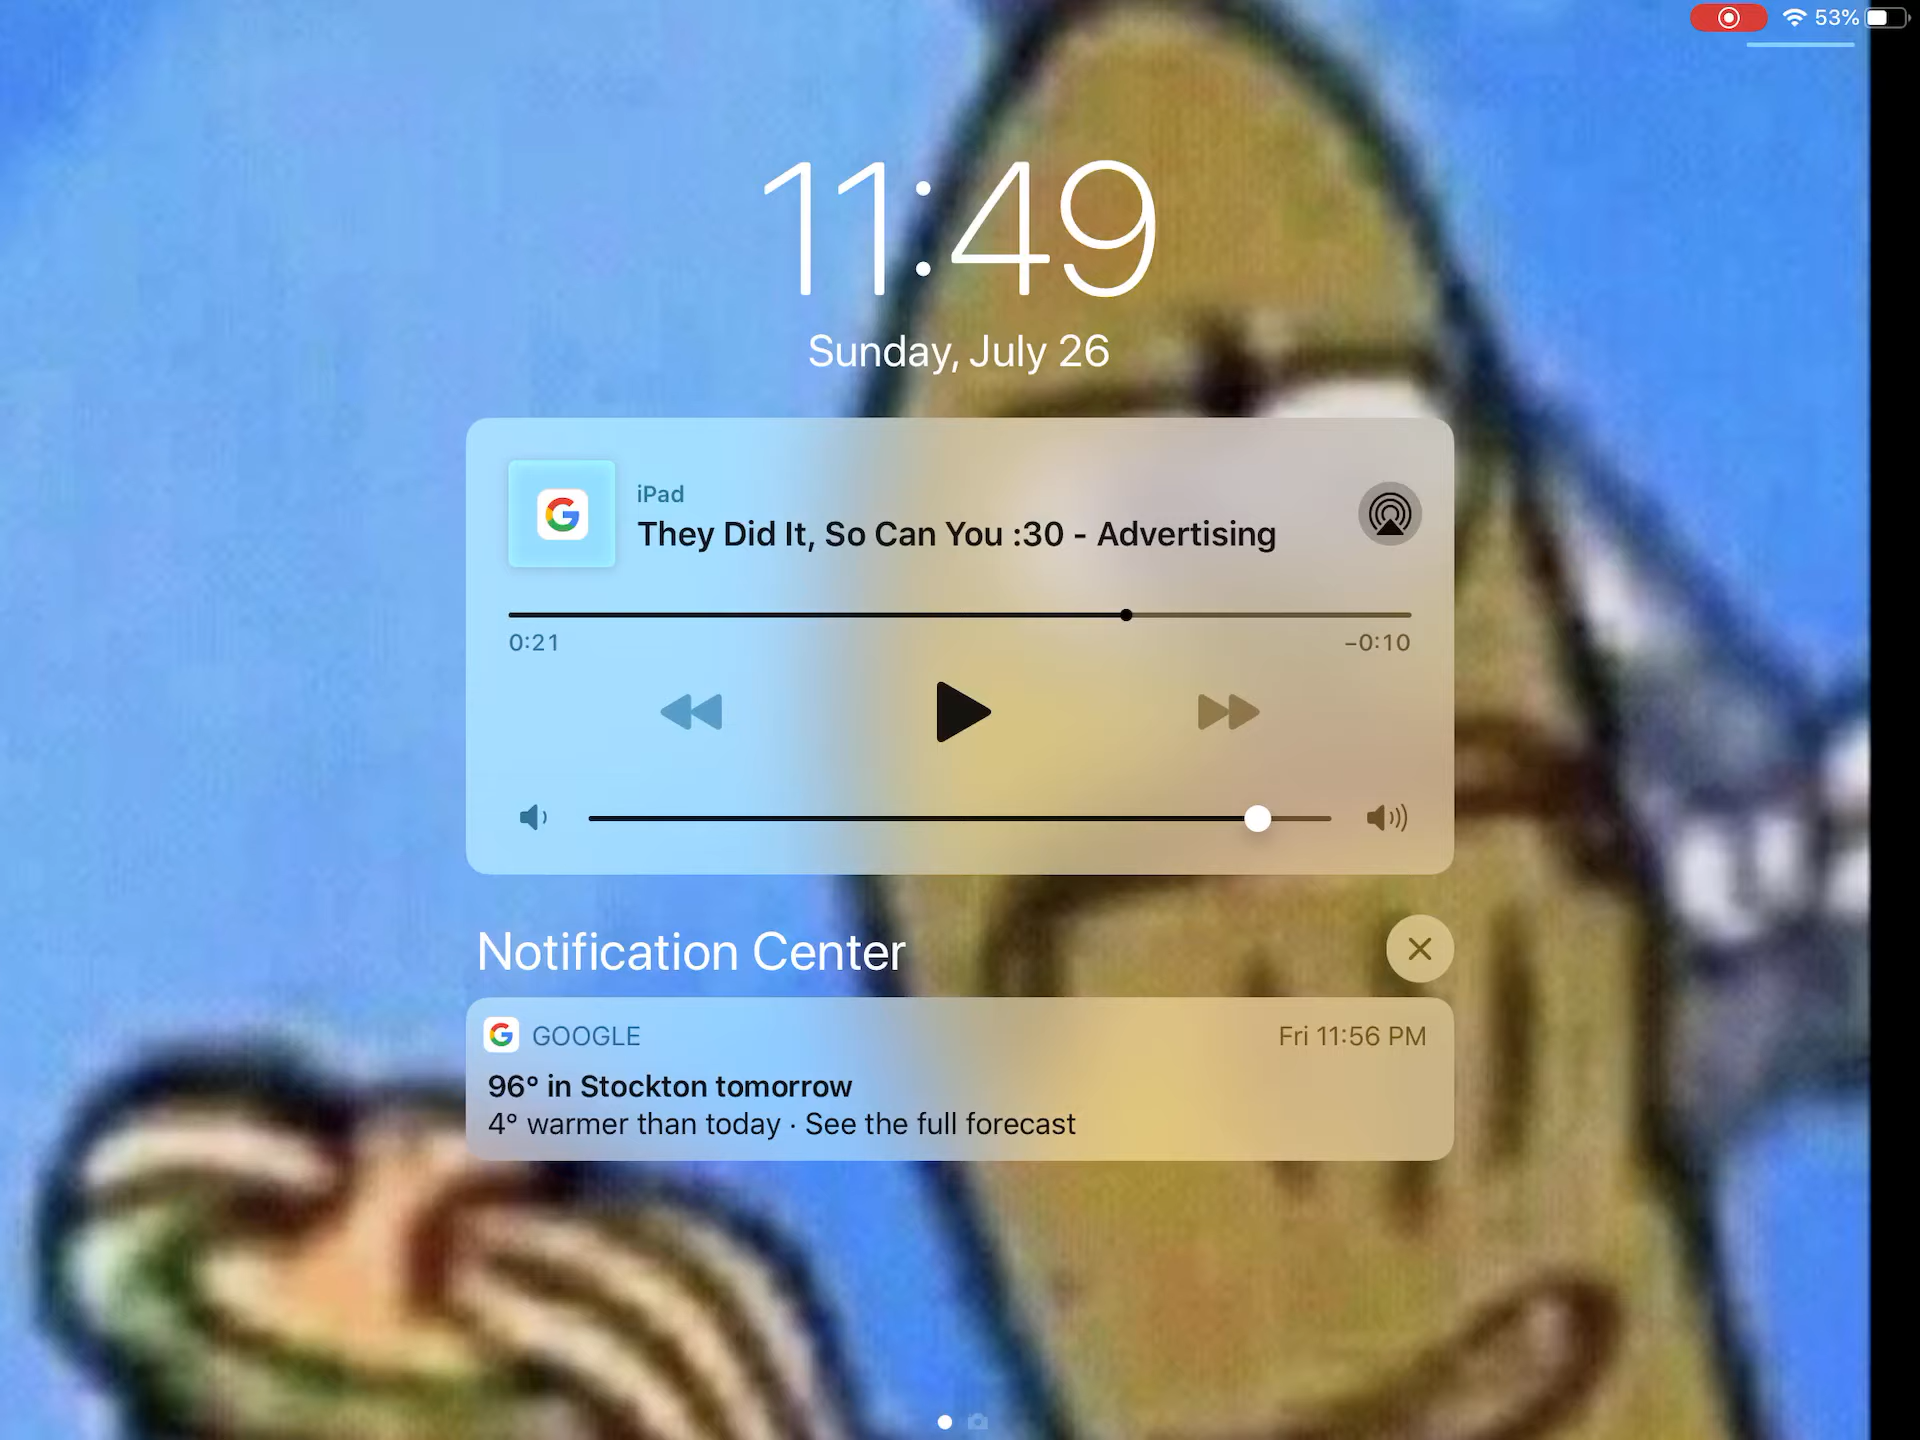 53%
11:49
Sunday, July 26
iPad
They Did It, So Can You :30 - Advertising
0:21
−0:10
Notification Center
GOOGLE
Fri 11:56 PM
96° in Stockton tomorrow
4° warmer than today · See the full forecast